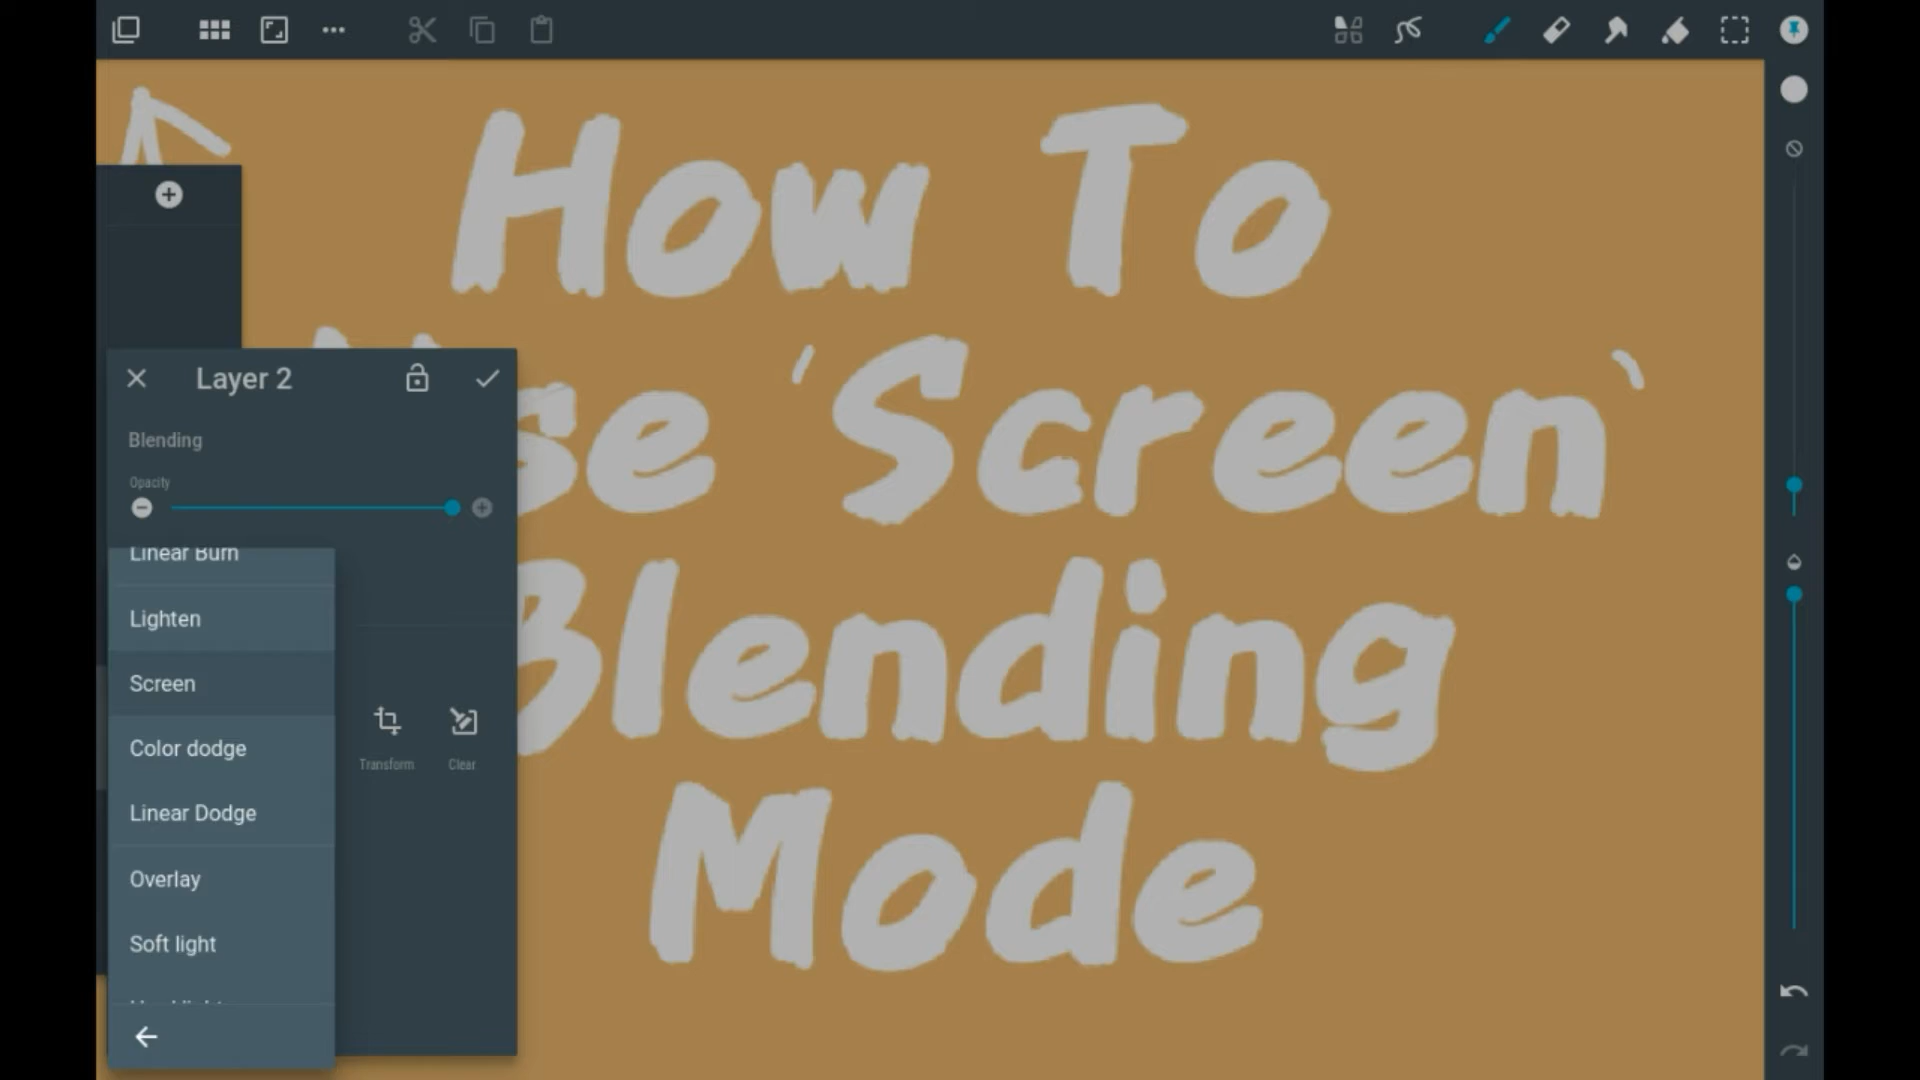 How To
Use 'Screen`
Blending
Mode
Layer 2
Blending
Opacity
Linear Burn
Lighten
Screen
Color dodge
Linear Dodge
Overlay
Soft light
Transform
Clear